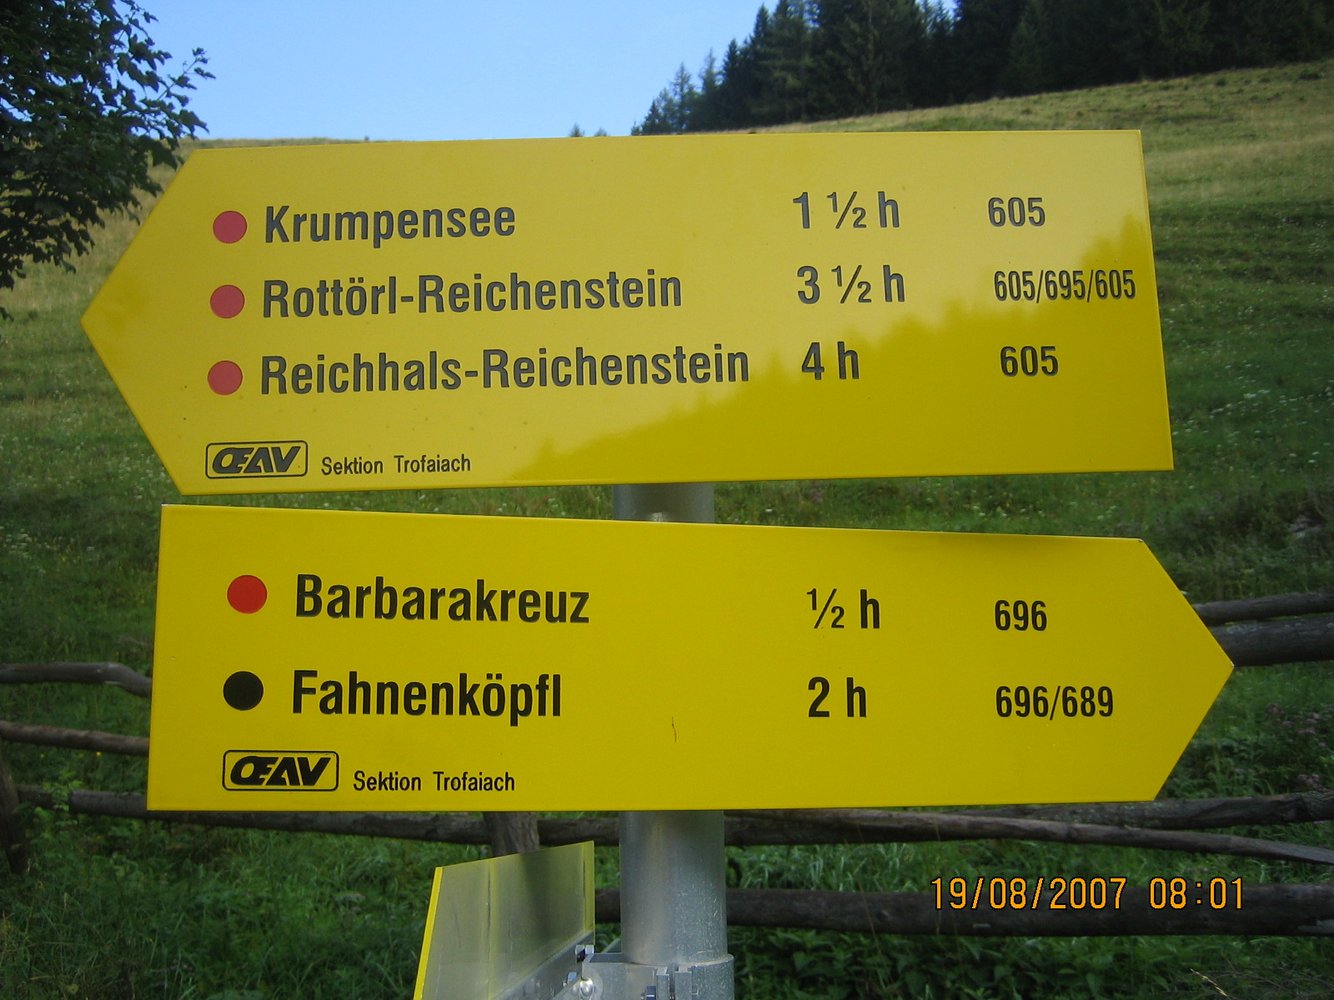 Krumpensee 1 ½ h 605
Rottörl-Reichenstein 3 ½ h 605/695/605
Reichhals-Reichenstein 4 h 605
ŒAV Sektion Trofaiach
Barbarakreuz ½ h 696
Fahnenköpfl 2 h 696/689
ŒAV Sektion Trofaiach
19/08/2007 08:01